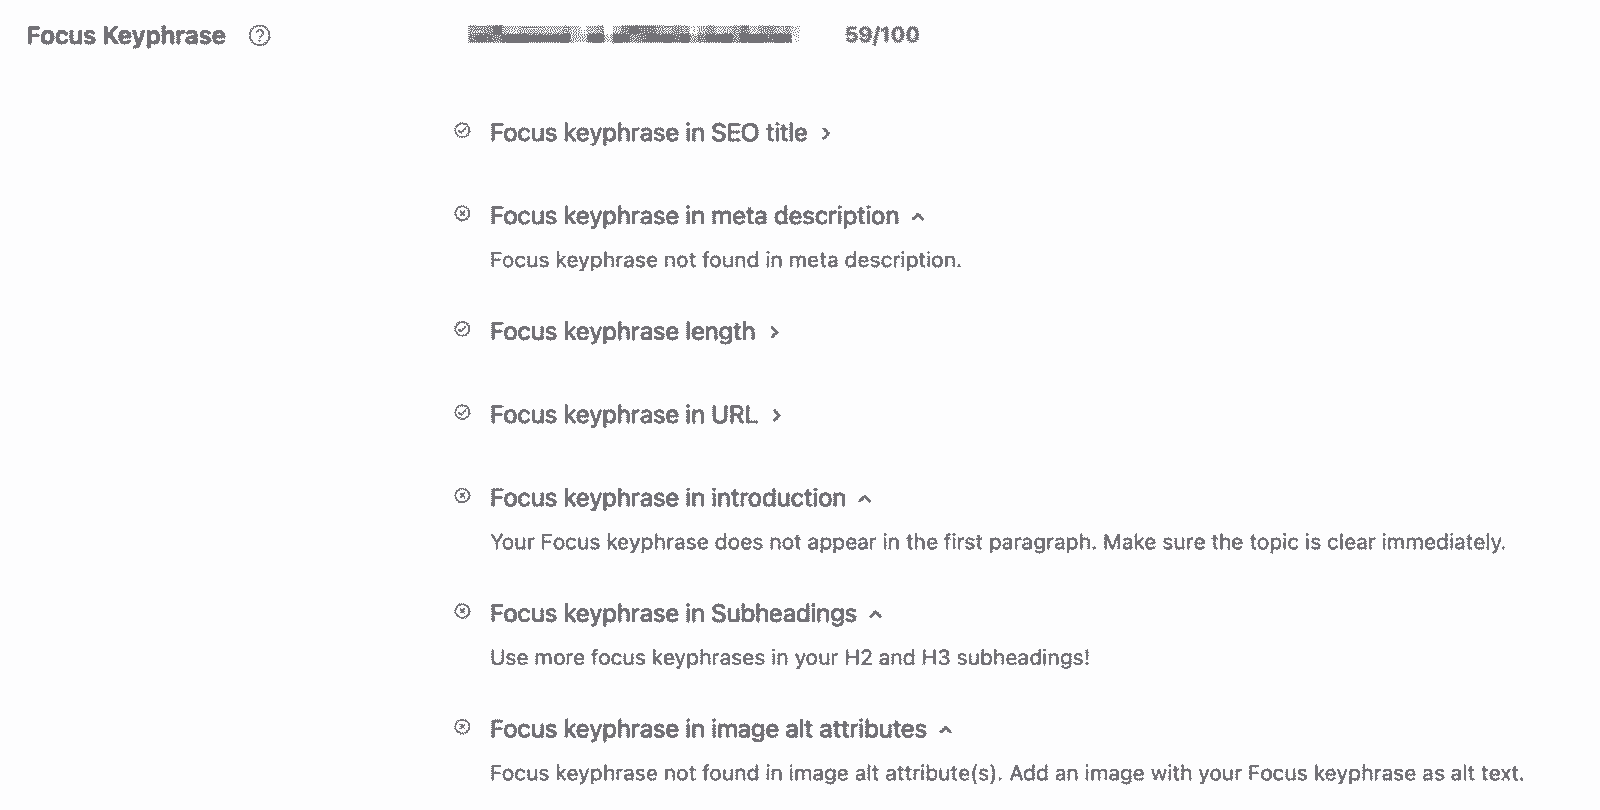 Focus Keyphrase
59/100
Focus keyphrase in SEO title
Focus keyphrase in meta description
Focus keyphrase not found in meta description.
Focus keyphrase length
Focus keyphrase in URL
Focus keyphrase in introduction
Your Focus keyphrase does not appear in the first paragraph. Make sure the topic is clear immediately.
Focus keyphrase in Subheadings
Use more focus keyphrases in your H2 and H3 subheadings!
Focus keyphrase in image alt attributes
Focus keyphrase not found in image alt attribute(s). Add an image with your Focus keyphrase as alt text.